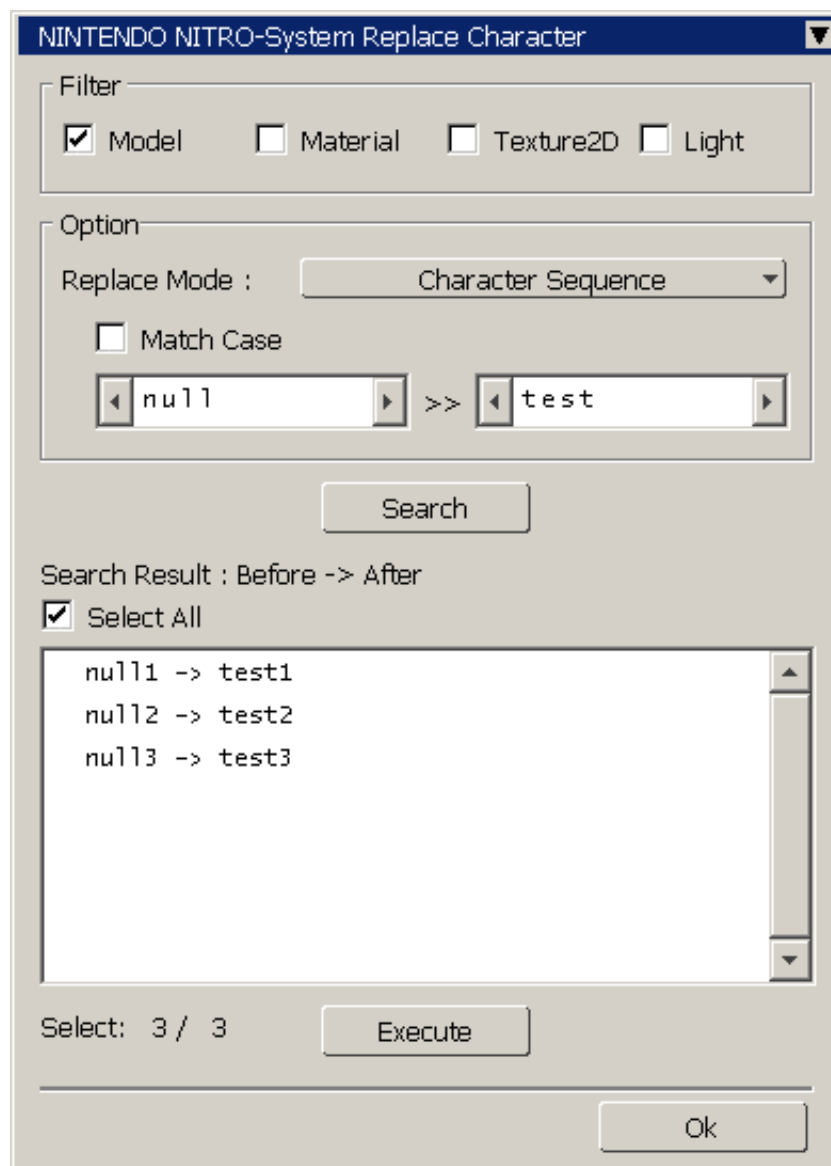 NINTENDO NITRO-System Replace Character
Filter
Model Material Texture2D Light
Option
Replace Mode : Character Sequence
Match Case
null >> test
Search
Search Result : Before -> After
Select All
null1 -> test1
null2 -> test2
null3 -> test3
Select: 3 / 3 Execute
Ok